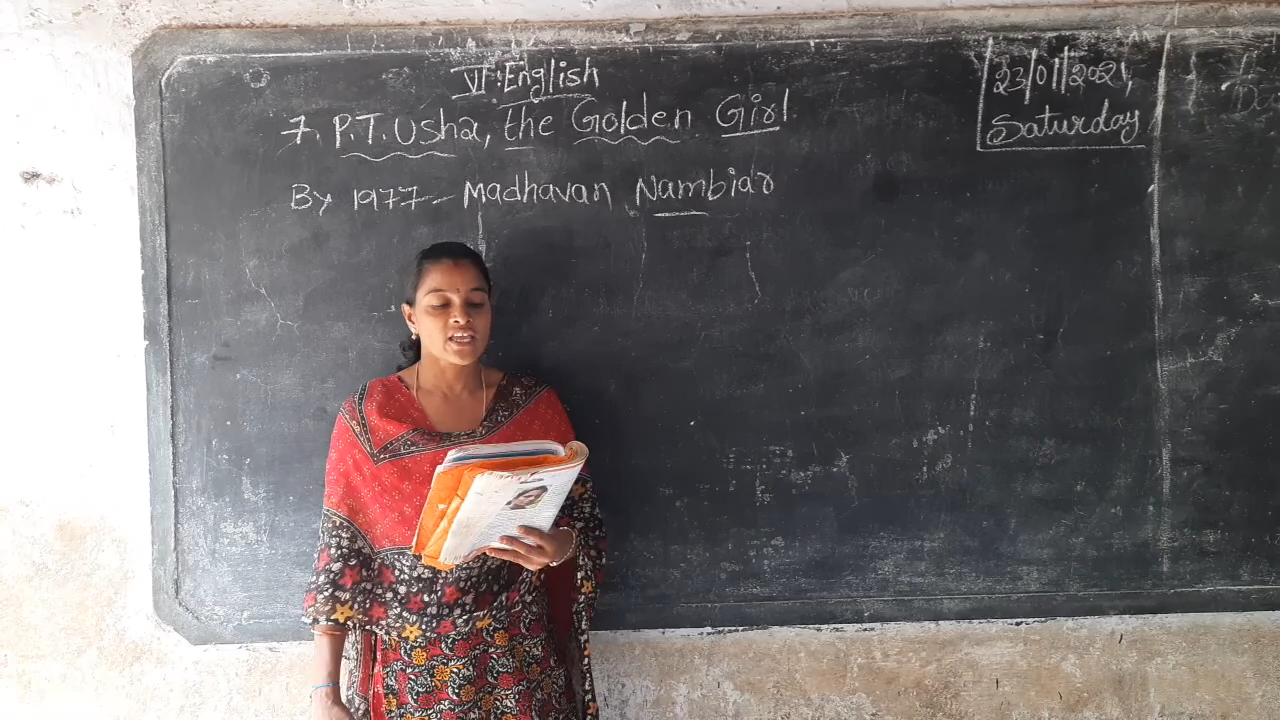 VI : English
7. P.T. Usha, the Golden Girl.
By 1977 - Madhavan Nambiar
23/01/2021,
Saturday